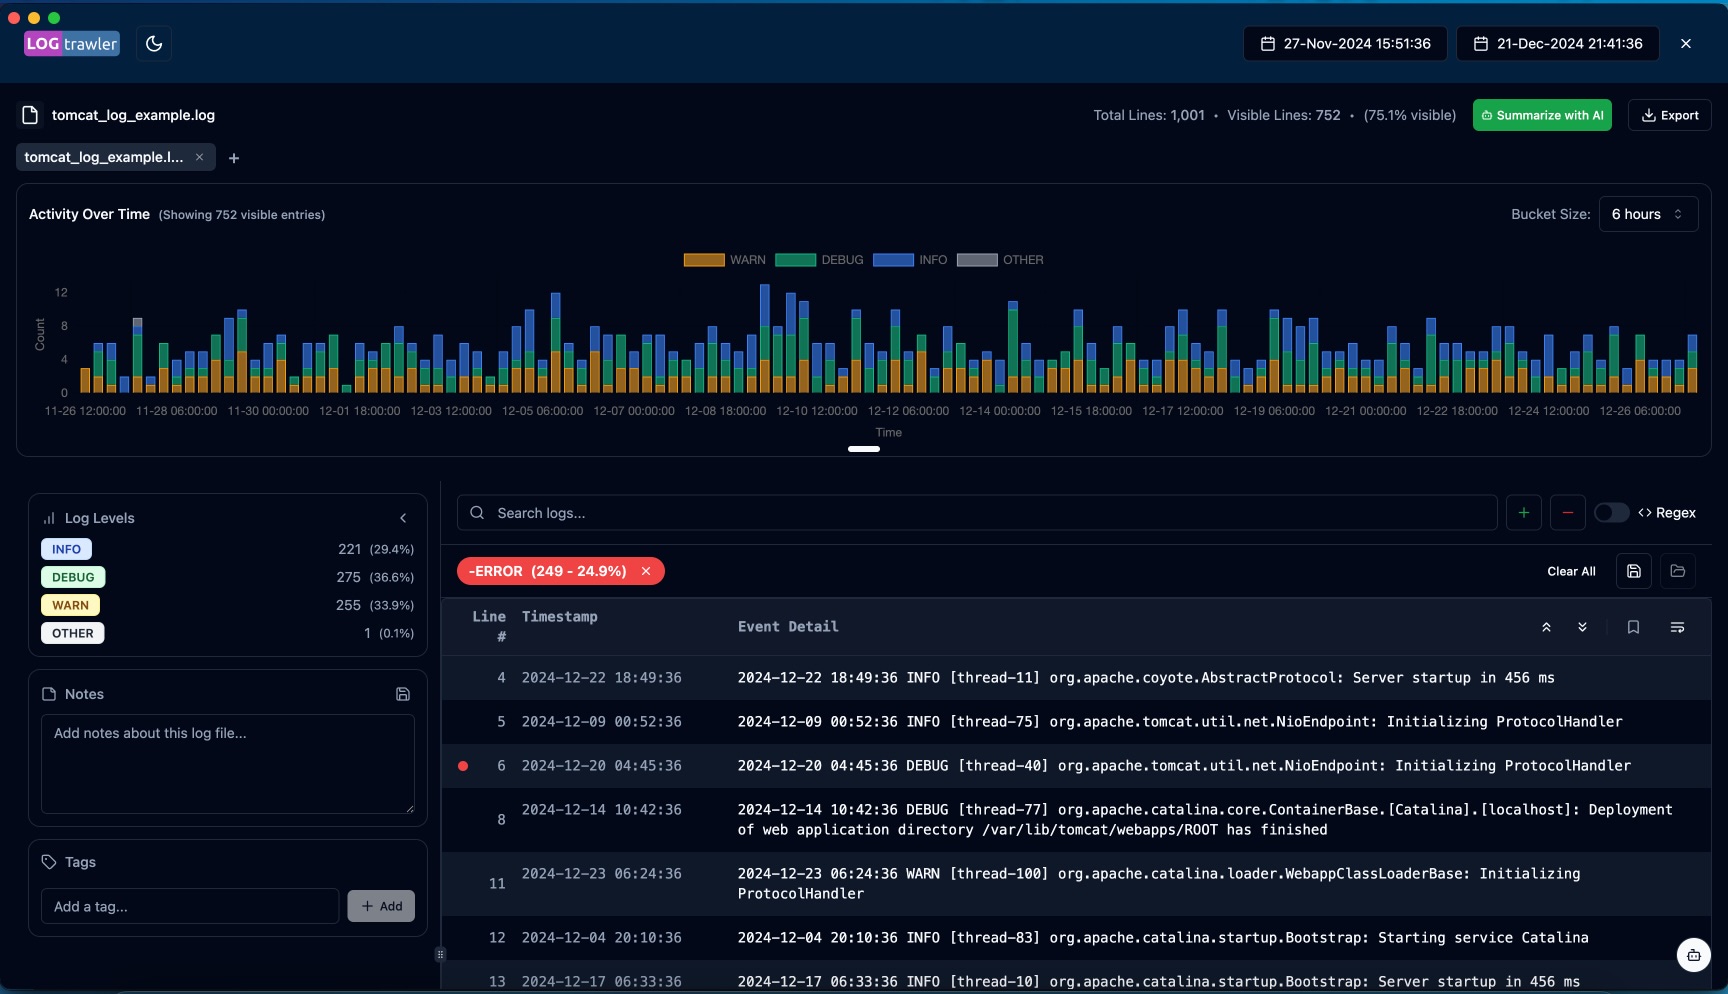 LOG trawler
27-Nov-2024 15:51:36
21-Dec-2024 21:41:36
tomcat_log_example.log
Total Lines: 1,001 • Visible Lines: 752 • (75.1% visible)
Summarize with AI
Export
tomcat_log_example.l...
Activity Over Time (Showing 752 visible entries)
Bucket Size: 6 hours
WARN DEBUG INFO OTHER
12
8
4
0
Count
11-26 12:00:00 11-28 06:00:00 11-30 00:00:00 12-01 18:00:00 12-03 12:00:00 12-05 06:00:00 12-07 00:00:00 12-08 18:00:00 12-10 12:00:00 12-12 06:00:00 12-14 00:00:00 12-15 18:00:00 12-17 12:00:00 12-19 06:00:00 12-21 00:00:00 12-22 18:00:00 12-24 12:00:00 12-26 06:00:00
Time
Log Levels
INFO 221 (29.4%)
DEBUG 275 (36.6%)
WARN 255 (33.9%)
OTHER 1 (0.1%)
Notes
Add notes about this log file...
Tags
Add a tag...
+ Add
Search logs...
+
−
<> Regex
-ERROR (249 - 24.9%)
Clear All
Line # Timestamp Event Detail
4 2024-12-22 18:49:36 2024-12-22 18:49:36 INFO [thread-11] org.apache.coyote.AbstractProtocol: Server startup in 456 ms
5 2024-12-09 00:52:36 2024-12-09 00:52:36 INFO [thread-75] org.apache.tomcat.util.net.NioEndpoint: Initializing ProtocolHandler
6 2024-12-20 04:45:36 2024-12-20 04:45:36 DEBUG [thread-40] org.apache.tomcat.util.net.NioEndpoint: Initializing ProtocolHandler
8 2024-12-14 10:42:36 2024-12-14 10:42:36 DEBUG [thread-77] org.apache.catalina.core.ContainerBase.[Catalina].[localhost]: Deployment
of web application directory /var/lib/tomcat/webapps/ROOT has finished
11 2024-12-23 06:24:36 2024-12-23 06:24:36 WARN [thread-100] org.apache.catalina.loader.WebappClassLoaderBase: Initializing
ProtocolHandler
12 2024-12-04 20:10:36 2024-12-04 20:10:36 INFO [thread-83] org.apache.catalina.startup.Bootstrap: Starting service Catalina
13 2024-12-17 06:33:36 2024-12-17 06:33:36 INFO [thread-10] org.apache.catalina.startup.Bootstrap: Server startup in 456 ms